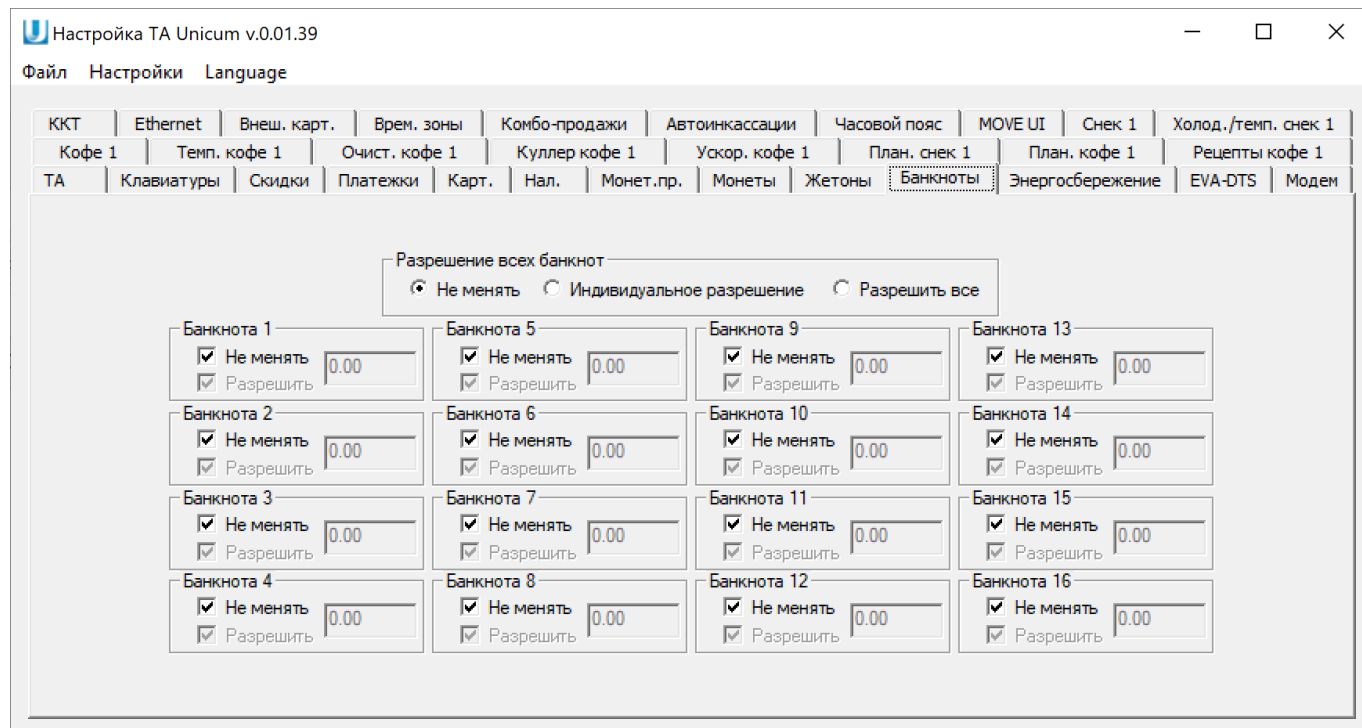 Настройка TA Unicum v.0.01.39
Файл Настройки Language
ККТ Ethernet Внеш. карт. Врем. зоны Комбо-продажи Автоинкассации Часовой пояс MOVE UI Снек 1 Холод./темп. снек 1
Кофе 1 Темп. кофе 1 Очист. кофе 1 Куллер кофе 1 Ускор. кофе 1 План. снек 1 План. кофе 1 Рецепты кофе 1
ТА Клавиатуры Скидки Платежки Карт. Нал. Монет.пр. Монеты Жетоны Банкноты Энергосбережение EVA-DTS Модем
Разрешение всех банкнот
Не менять Индивидуальное разрешение Разрешить все
Банкнота 1 Банкнота 5 Банкнота 9 Банкнота 13
Не менять 0.00 Не менять 0.00 Не менять 0.00 Не менять 0.00
Разрешить Разрешить Разрешить Разрешить
Банкнота 2 Банкнота 6 Банкнота 10 Банкнота 14
Не менять 0.00 Не менять 0.00 Не менять 0.00 Не менять 0.00
Разрешить Разрешить Разрешить Разрешить
Банкнота 3 Банкнота 7 Банкнота 11 Банкнота 15
Не менять 0.00 Не менять 0.00 Не менять 0.00 Не менять 0.00
Разрешить Разрешить Разрешить Разрешить
Банкнота 4 Банкнота 8 Банкнота 12 Банкнота 16
Не менять 0.00 Не менять 0.00 Не менять 0.00 Не менять 0.00
Разрешить Разрешить Разрешить Разрешить